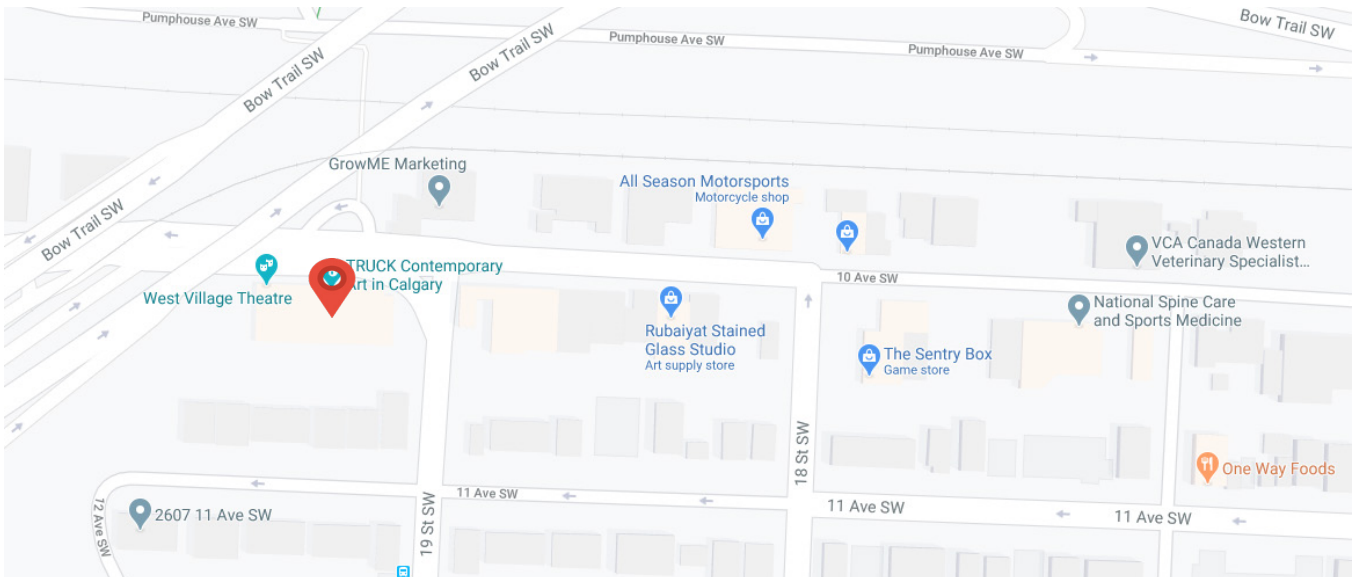 Pumphouse Ave SW
Bow Trail SW
Pumphouse Ave SW
Pumphouse Ave SW
Bow Trail SW
Bow Trail SW
GrowME Marketing
All Season Motorsports
Motorcycle shop
Bow Trail SW
VCA Canada Western
Veterinary Specialist...
TRUCK Contemporary
Art in Calgary
West Village Theatre
10 Ave SW
National Spine Care
and Sports Medicine
Rubaiyat Stained
Glass Studio
Art supply store
The Sentry Box
Game store
18 St SW
One Way Foods
11 Ave SW
11 Ave SW
11 Ave SW
12 Ave SW
2607 11 Ave SW
19 St SW